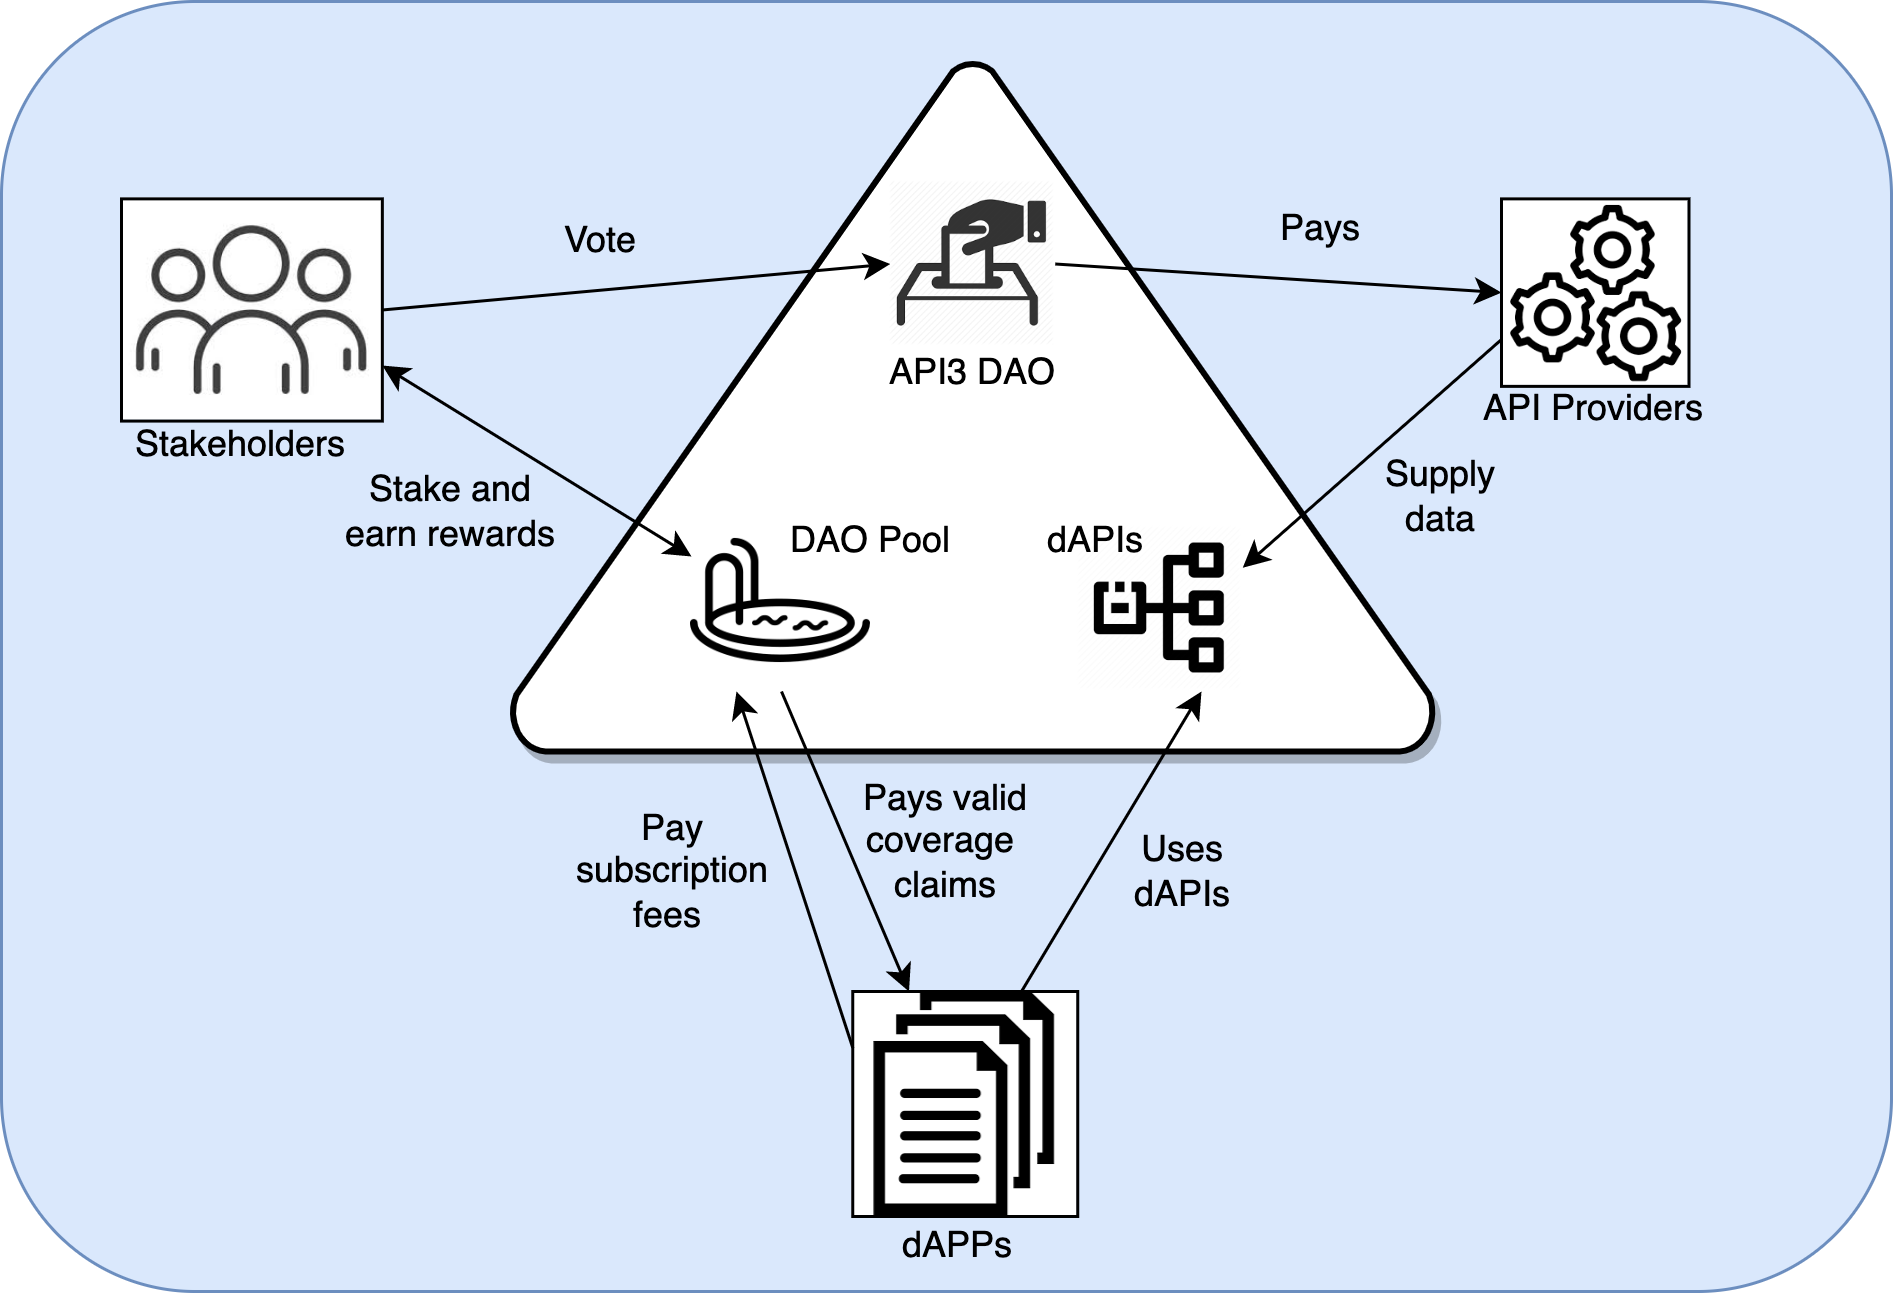 Vote
Pays
API3 DAO
API Providers
Stakeholders
Stake and
earn rewards
Supply
data
DAO Pool
dAPIs
Pay
subscription
fees
Pays valid
coverage
claims
Uses
dAPIs
dAPPs